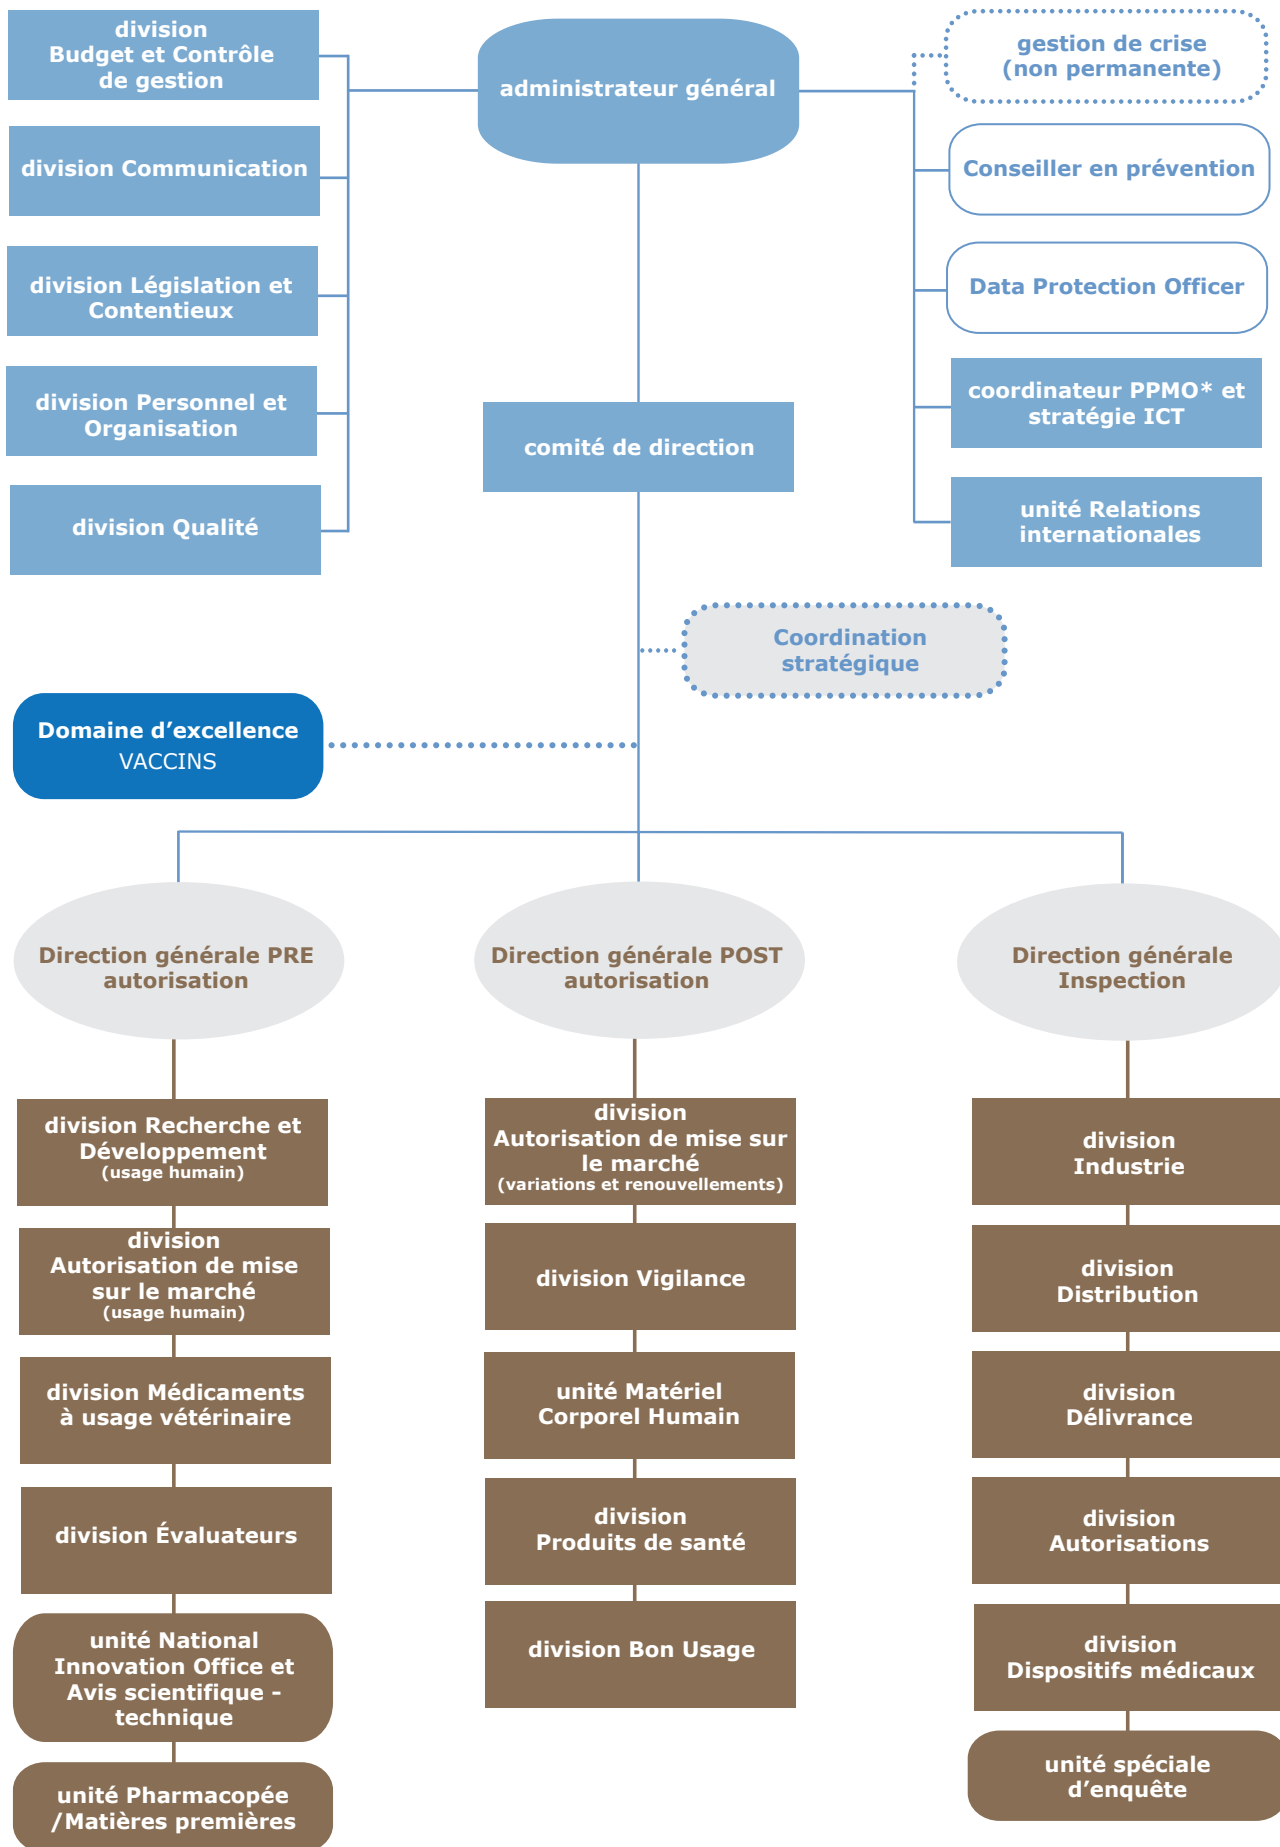 administrateur général
division
Budget et Contrôle
de gestion
division Communication
division Législation et
Contentieux
division Personnel et
Organisation
division Qualité
gestion de crise
(non permanente)
Conseiller en prévention
Data Protection Officer
coordinateur PPMO* et
stratégie ICT
unité Relations
internationales
comité de direction
Coordination
stratégique
Domaine d’excellence
VACCINS
Direction générale PRE
autorisation
division Recherche et
Développement
(usage humain)
division
Autorisation de mise
sur le marché
(usage humain)
division Médicaments
à usage vétérinaire
division Évaluateurs
unité National
Innovation Office et
Avis scientifique –
technique
unité Pharmacopée
/Matières premières
Direction générale POST
autorisation
division
Autorisation de mise sur
le marché
(variations et renouvellements)
division Vigilance
unité Matériel
Corporel Humain
division
Produits de santé
division Bon Usage
Direction générale
Inspection
division
Industrie
division
Distribution
division
Délivrance
division
Autorisations
division
Dispositifs médicaux
unité spéciale
d’enquête